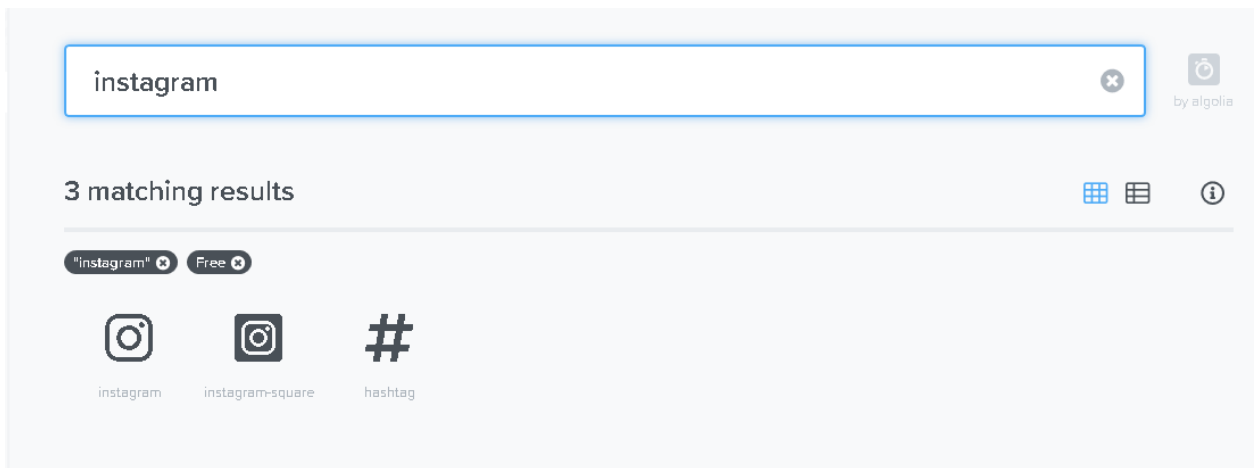 instagram
by algolia
3 matching results
"instagram" Free
instagram instagram-square hashtag